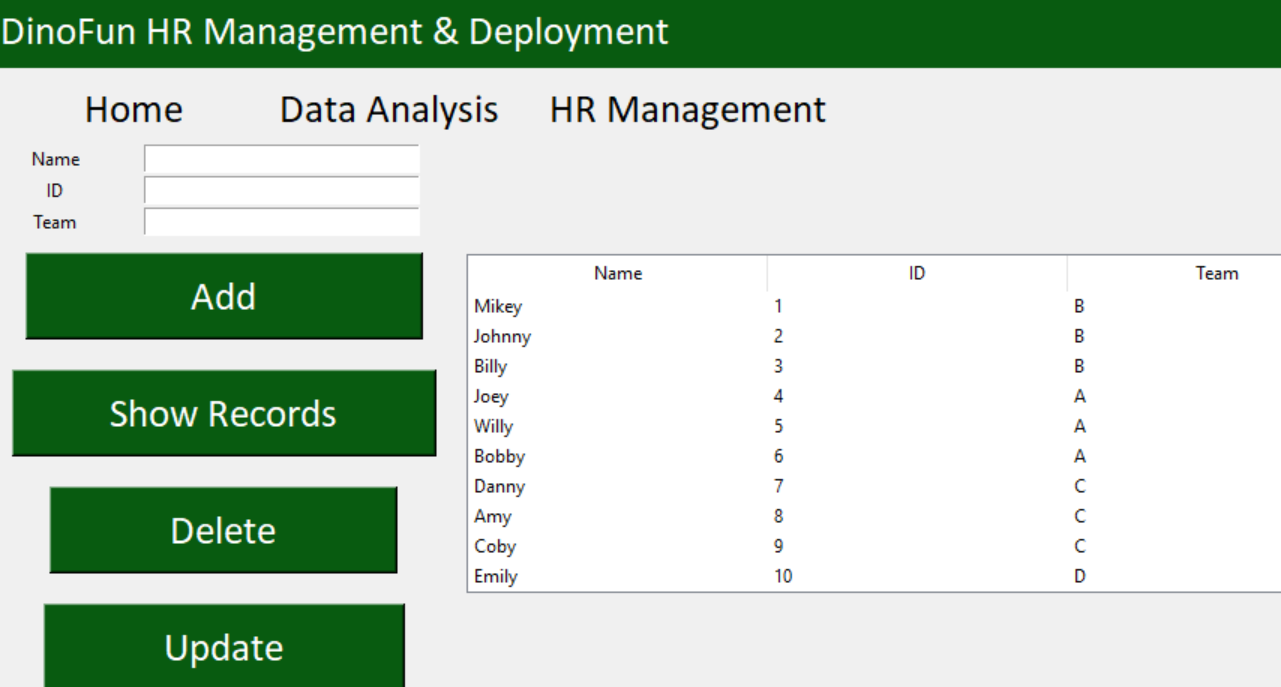 DinoFun HR Management & Deployment
Home Data Analysis HR Management
Name
ID
Team
Add
Show Records
Delete
Update
Name ID Team
Mikey 1 B
Johnny 2 B
Billy 3 B
Joey 4 A
Willy 5 A
Bobby 6 A
Danny 7 C
Amy 8 C
Coby 9 C
Emily 10 D